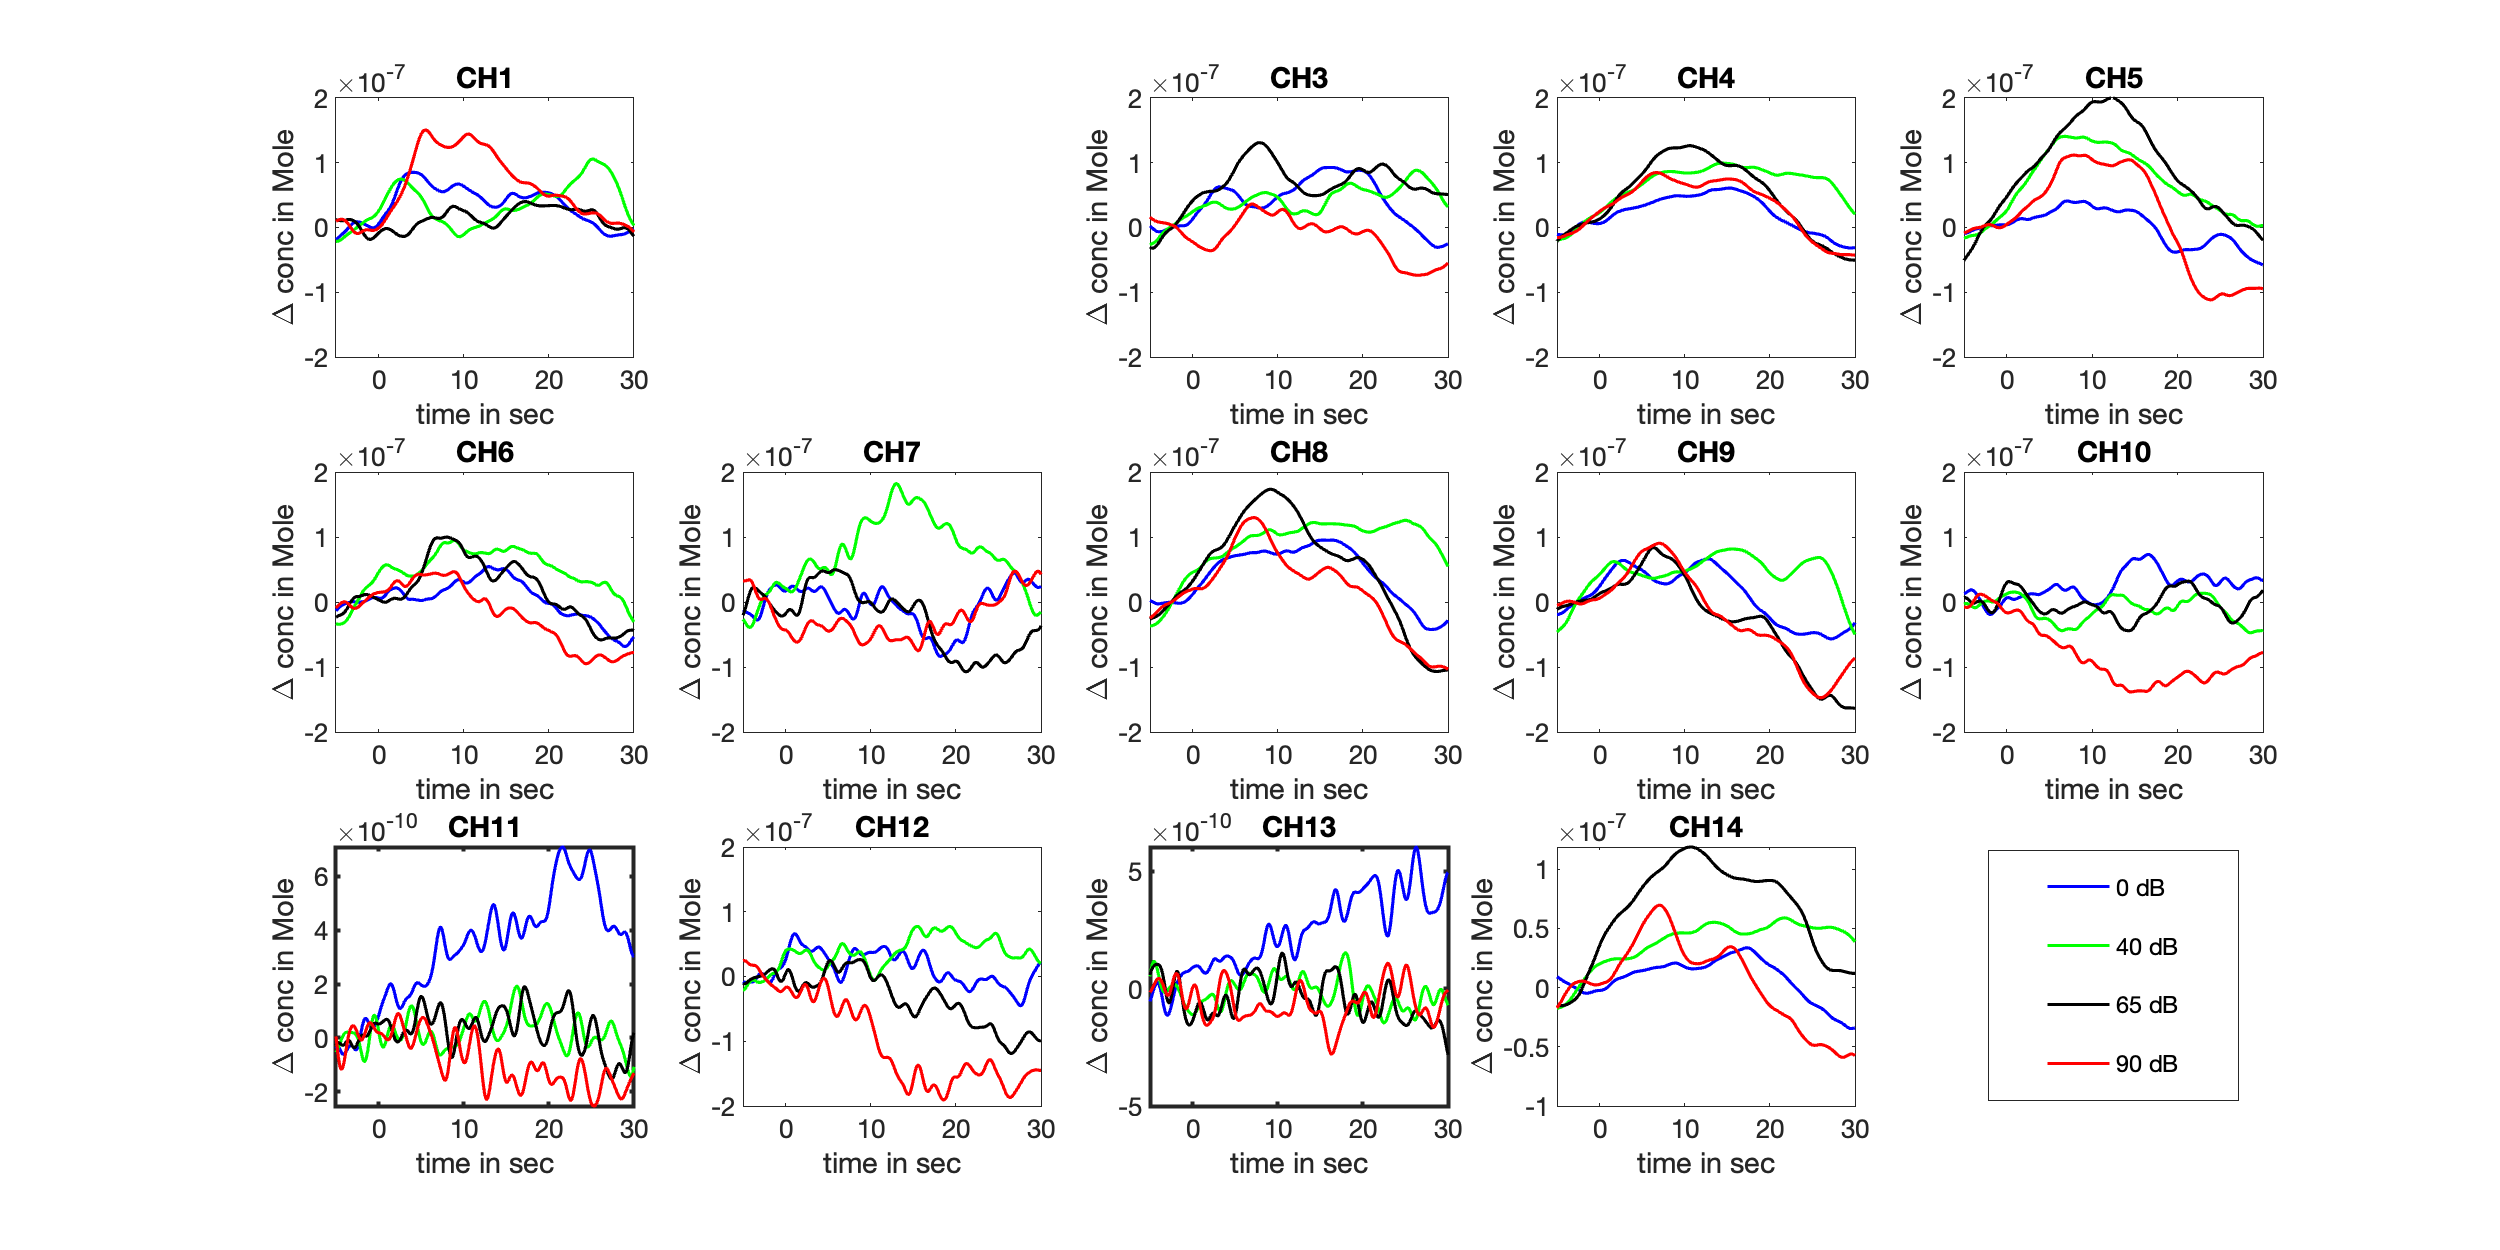 CH1
×10-7
Δ conc in Mole
2
1
0
-1
-2
0 10 20 30
time in sec
CH3
×10-7
Δ conc in Mole
2
1
0
-1
-2
0 10 20 30
time in sec
CH4
×10-7
Δ conc in Mole
2
1
0
-1
-2
0 10 20 30
time in sec
CH5
×10-7
Δ conc in Mole
2
1
0
-1
-2
0 10 20 30
time in sec
CH6
×10-7
Δ conc in Mole
2
1
0
-1
-2
0 10 20 30
time in sec
CH7
×10-7
Δ conc in Mole
2
1
0
-1
-2
0 10 20 30
time in sec
CH8
×10-7
Δ conc in Mole
2
1
0
-1
-2
0 10 20 30
time in sec
CH9
×10-7
Δ conc in Mole
2
1
0
-1
-2
0 10 20 30
time in sec
CH10
×10-7
Δ conc in Mole
2
1
0
-1
-2
0 10 20 30
time in sec
CH11
×10-10
Δ conc in Mole
6
4
2
0
-2
0 10 20 30
time in sec
CH12
×10-7
Δ conc in Mole
2
1
0
-1
-2
0 10 20 30
time in sec
CH13
×10-10
Δ conc in Mole
5
0
-5
0 10 20 30
time in sec
CH14
×10-7
Δ conc in Mole
1
0.5
0
-0.5
-1
0 10 20 30
time in sec
0 dB
40 dB
65 dB
90 dB